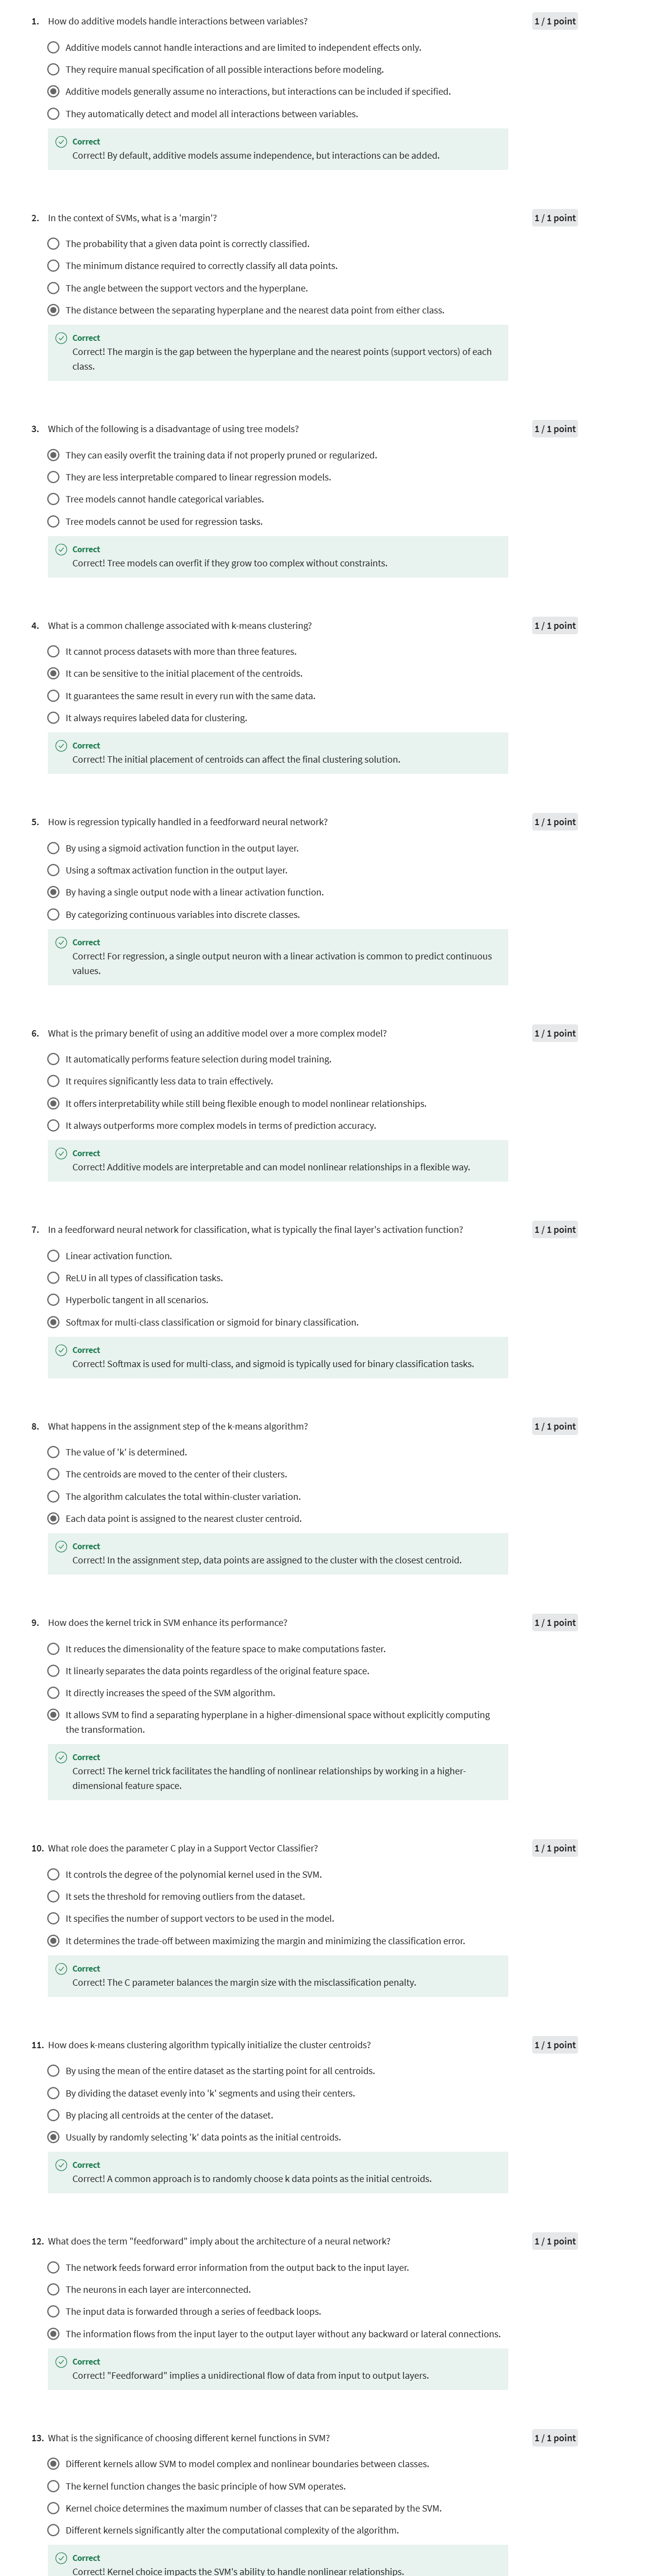 1. How do additive models handle interactions between variables? 1 / 1 point
Additive models cannot handle interactions and are limited to independent effects only.
They require manual specification of all possible interactions before modeling.
Additive models generally assume no interactions, but interactions can be included if specified.
They automatically detect and model all interactions between variables.
Correct
Correct! By default, additive models assume independence, but interactions can be added.
2. In the context of SVMs, what is a 'margin'? 1 / 1 point
The probability that a given data point is correctly classified.
The minimum distance required to correctly classify all data points.
The angle between the support vectors and the hyperplane.
The distance between the separating hyperplane and the nearest data point from either class.
Correct
Correct! The margin is the gap between the hyperplane and the nearest points (support vectors) of each
class.
3. Which of the following is a disadvantage of using tree models? 1 / 1 point
They can easily overfit the training data if not properly pruned or regularized.
They are less interpretable compared to linear regression models.
Tree models cannot handle categorical variables.
Tree models cannot be used for regression tasks.
Correct
Correct! Tree models can overfit if they grow too complex without constraints.
4. What is a common challenge associated with k-means clustering? 1 / 1 point
It cannot process datasets with more than three features.
It can be sensitive to the initial placement of the centroids.
It guarantees the same result in every run with the same data.
It always requires labeled data for clustering.
Correct
Correct! The initial placement of centroids can affect the final clustering solution.
5. How is regression typically handled in a feedforward neural network? 1 / 1 point
By using a sigmoid activation function in the output layer.
Using a softmax activation function in the output layer.
By having a single output node with a linear activation function.
By categorizing continuous variables into discrete classes.
Correct
Correct! For regression, a single output neuron with a linear activation is common to predict continuous
values.
6. What is the primary benefit of using an additive model over a more complex model? 1 / 1 point
It automatically performs feature selection during model training.
It requires significantly less data to train effectively.
It offers interpretability while still being flexible enough to model nonlinear relationships.
It always outperforms more complex models in terms of prediction accuracy.
Correct
Correct! Additive models are interpretable and can model nonlinear relationships in a flexible way.
7. In a feedforward neural network for classification, what is typically the final layer's activation function? 1 / 1 point
Linear activation function.
ReLU in all types of classification tasks.
Hyperbolic tangent in all scenarios.
Softmax for multi-class classification or sigmoid for binary classification.
Correct
Correct! Softmax is used for multi-class, and sigmoid is typically used for binary classification tasks.
8. What happens in the assignment step of the k-means algorithm? 1 / 1 point
The value of 'k' is determined.
The centroids are moved to the center of their clusters.
The algorithm calculates the total within-cluster variation.
Each data point is assigned to the nearest cluster centroid.
Correct
Correct! In the assignment step, data points are assigned to the cluster with the closest centroid.
9. How does the kernel trick in SVM enhance its performance? 1 / 1 point
It reduces the dimensionality of the feature space to make computations faster.
It linearly separates the data points regardless of the original feature space.
It directly increases the speed of the SVM algorithm.
It allows SVM to find a separating hyperplane in a higher-dimensional space without explicitly computing
the transformation.
Correct
Correct! The kernel trick facilitates the handling of nonlinear relationships by working in a higher-
dimensional feature space.
10. What role does the parameter C play in a Support Vector Classifier? 1 / 1 point
It controls the degree of the polynomial kernel used in the SVM.
It sets the threshold for removing outliers from the dataset.
It specifies the number of support vectors to be used in the model.
It determines the trade-off between maximizing the margin and minimizing the classification error.
Correct
Correct! The C parameter balances the margin size with the misclassification penalty.
11. How does k-means clustering algorithm typically initialize the cluster centroids? 1 / 1 point
By using the mean of the entire dataset as the starting point for all centroids.
By dividing the dataset evenly into 'k' segments and using their centers.
By placing all centroids at the center of the dataset.
Usually by randomly selecting 'k' data points as the initial centroids.
Correct
Correct! A common approach is to randomly choose k data points as the initial centroids.
12. What does the term "feedforward" imply about the architecture of a neural network? 1 / 1 point
The network feeds forward error information from the output back to the input layer.
The neurons in each layer are interconnected.
The input data is forwarded through a series of feedback loops.
The information flows from the input layer to the output layer without any backward or lateral connections.
Correct
Correct! "Feedforward" implies a unidirectional flow of data from input to output layers.
13. What is the significance of choosing different kernel functions in SVM? 1 / 1 point
Different kernels allow SVM to model complex and nonlinear boundaries between classes.
The kernel function changes the basic principle of how SVM operates.
Kernel choice determines the maximum number of classes that can be separated by the SVM.
Different kernels significantly alter the computational complexity of the algorithm.
Correct
Correct! Kernel choice impacts the SVM's ability to handle nonlinear relationships.